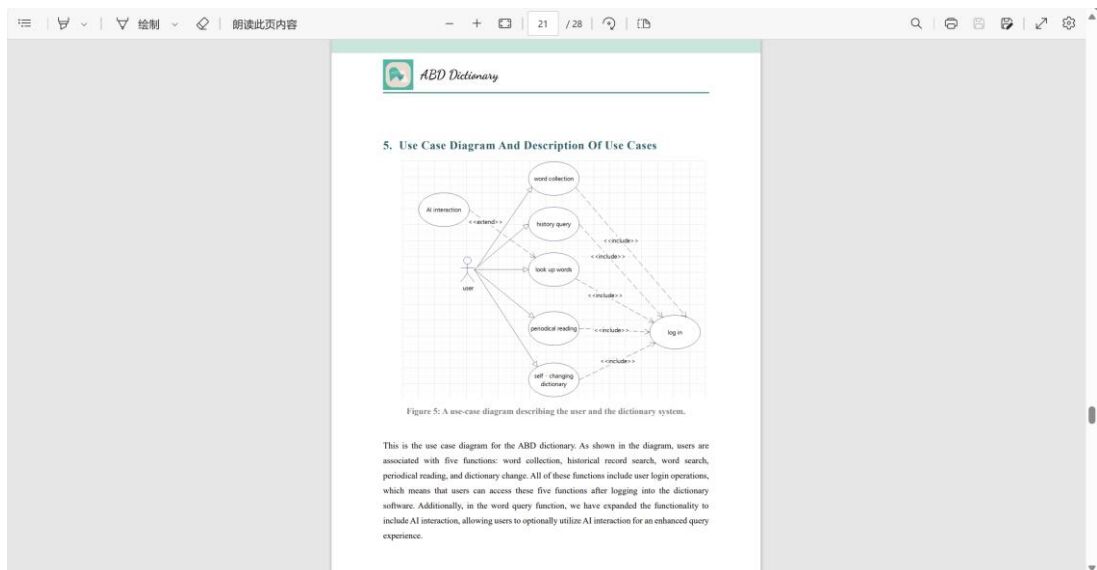 绘制
朗读此页内容
21
/ 28
ABD Dictionary
5. Use Case Diagram And Description Of Use Cases
word collection
AI interaction
<<extend>>
history query
<<include>>
<<include>>
look up words
user
<<include>>
periodical reading
<<include>>
log in
<<include>>
self - changing
dictionary
Figure 5: A use-case diagram describing the user and the dictionary system.
This is the use case diagram for the ABD dictionary. As shown in the diagram, users are
associated with five functions: word collection, historical record search, word search,
periodical reading, and dictionary change. All of these functions include user login operations,
which means that users can access these five functions after logging into the dictionary
software. Additionally, in the word query function, we have expanded the functionality to
include AI interaction, allowing users to optionally utilize AI interaction for an enhanced query
experience.